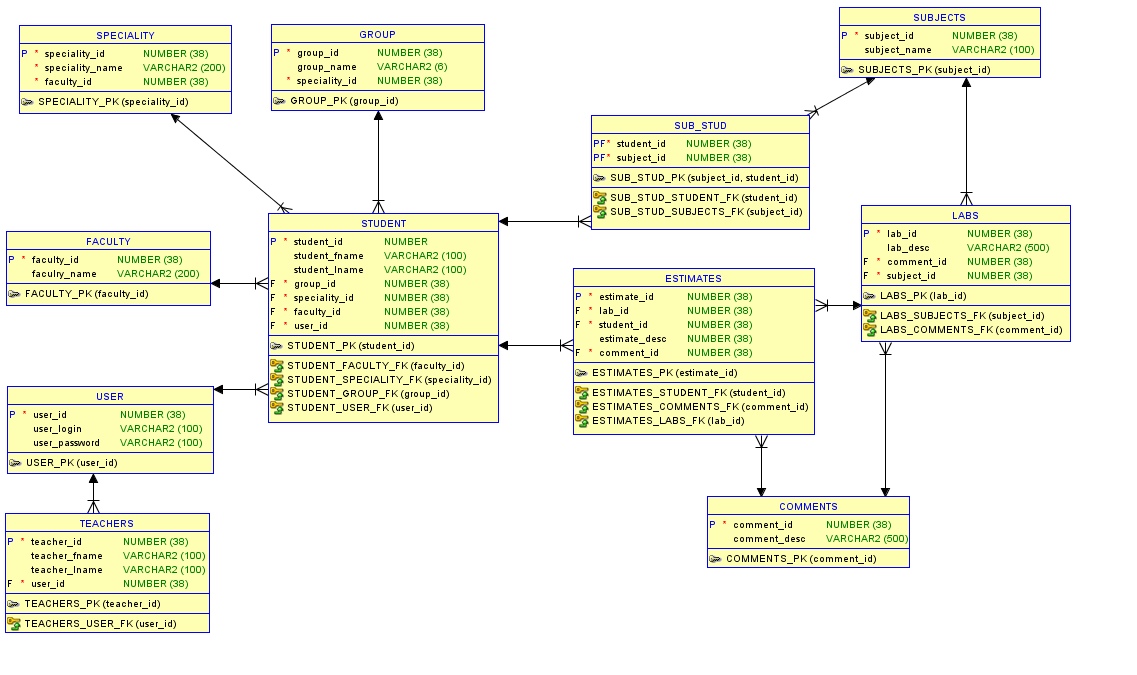 SPECIALITY
P * speciality_id NUMBER (38)
* speciality_name VARCHAR2 (200)
* faculty_id NUMBER (38)
SPECIALITY_PK (speciality_id)
GROUP
P * group_id NUMBER (38)
group_name VARCHAR2 (6)
* speciality_id NUMBER (38)
GROUP_PK (group_id)
SUBJECTS
P * subject_id NUMBER (38)
subject_name VARCHAR2 (100)
SUBJECTS_PK (subject_id)
SUB_STUD
PF* student_id NUMBER (38)
PF* subject_id NUMBER (38)
SUB_STUD_PK (subject_id, student_id)
SUB_STUD_STUDENT_FK (student_id)
SUB_STUD_SUBJECTS_FK (subject_id)
FACULTY
P * faculty_id NUMBER (38)
faculry_name VARCHAR2 (200)
FACULTY_PK (faculty_id)
STUDENT
P * student_id NUMBER
student_fname VARCHAR2 (100)
student_lname VARCHAR2 (100)
F * group_id NUMBER (38)
F * speciality_id NUMBER (38)
F * faculty_id NUMBER (38)
F * user_id NUMBER (38)
STUDENT_PK (student_id)
STUDENT_FACULTY_FK (faculty_id)
STUDENT_SPECIALITY_FK (speciality_id)
STUDENT_GROUP_FK (group_id)
STUDENT_USER_FK (user_id)
LABS
P * lab_id NUMBER (38)
lab_desc VARCHAR2 (500)
F * comment_id NUMBER (38)
F * subject_id NUMBER (38)
LABS_PK (lab_id)
LABS_SUBJECTS_FK (subject_id)
LABS_COMMENTS_FK (comment_id)
ESTIMATES
P * estimate_id NUMBER (38)
F * lab_id NUMBER (38)
F * student_id NUMBER (38)
estimate_desc NUMBER (38)
F * comment_id NUMBER (38)
ESTIMATES_PK (estimate_id)
ESTIMATES_STUDENT_FK (student_id)
ESTIMATES_COMMENTS_FK (comment_id)
ESTIMATES_LABS_FK (lab_id)
USER
P * user_id NUMBER (38)
user_login VARCHAR2 (100)
user_password VARCHAR2 (100)
USER_PK (user_id)
TEACHERS
P * teacher_id NUMBER (38)
teacher_fname VARCHAR2 (100)
teacher_lname VARCHAR2 (100)
F * user_id NUMBER (38)
TEACHERS_PK (teacher_id)
TEACHERS_USER_FK (user_id)
COMMENTS
P * comment_id NUMBER (38)
comment_desc VARCHAR2 (500)
COMMENTS_PK (comment_id)